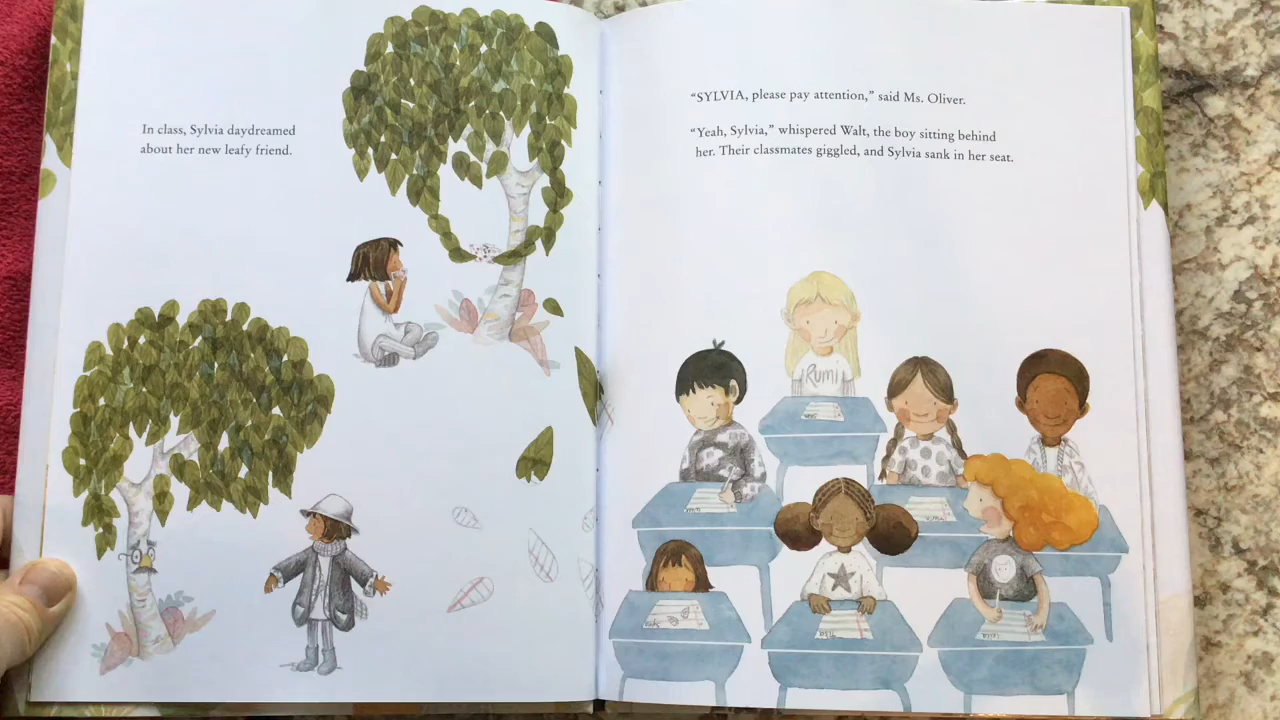 In class, Sylvia daydreamed
about her new leafy friend.
“SYLVIA, please pay attention,” said Ms. Oliver.
“Yeah, Sylvia,” whispered Walt, the boy sitting behind
her. Their classmates giggled, and Sylvia sank in her seat.
Rumi